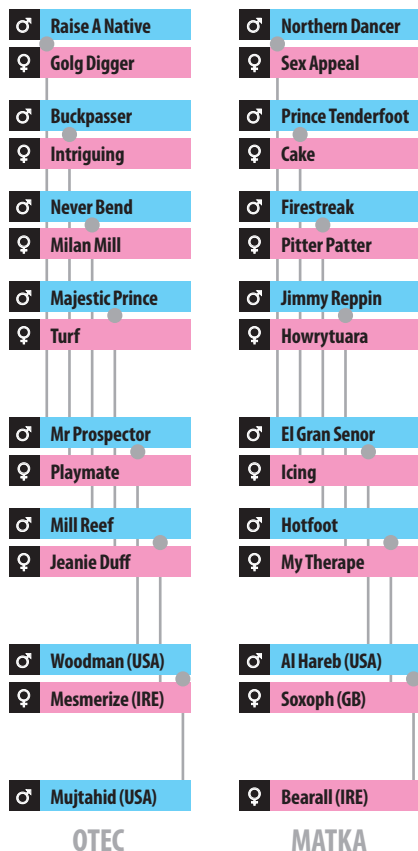 ♂ Raise A Native
♀ Golg Digger
♂ Buckpasser
♀ Intriguing
♂ Never Bend
♀ Milan Mill
♂ Majestic Prince
♀ Turf
♂ Mr Prospector
♀ Playmate
♂ Mill Reef
♀ Jeanie Duff
♂ Woodman (USA)
♀ Mesmerize (IRE)
♂ Mujtahid (USA)
OTEC
♂ Northern Dancer
♀ Sex Appeal
♂ Prince Tenderfoot
♀ Cake
♂ Firestreak
♀ Pitter Patter
♂ Jimmy Reppin
♀ Howrytuara
♂ El Gran Senor
♀ Icing
♂ Hotfoot
♀ My Therape
♂ Al Hareb (USA)
♀ Soxoph (GB)
♀ Bearall (IRE)
MATKA